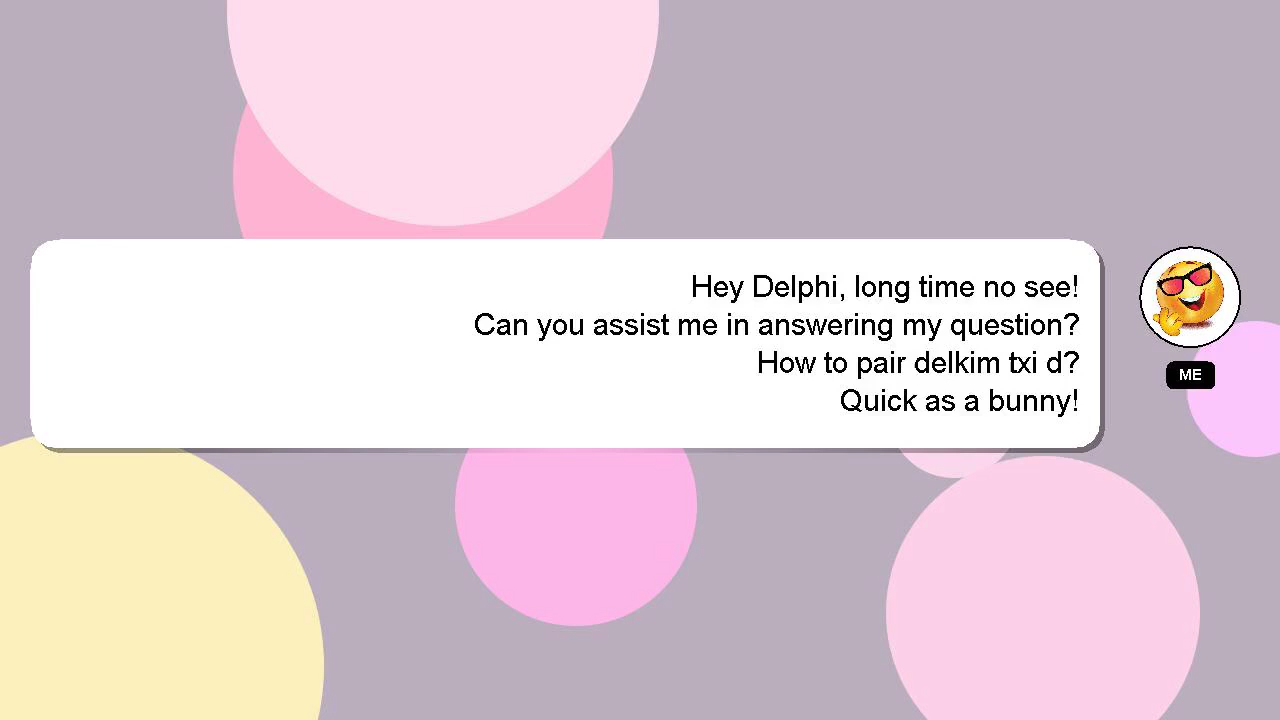 Hey Delphi, long time no see!
Can you assist me in answering my question?
How to pair delkim txi d?
Quick as a bunny!
ME